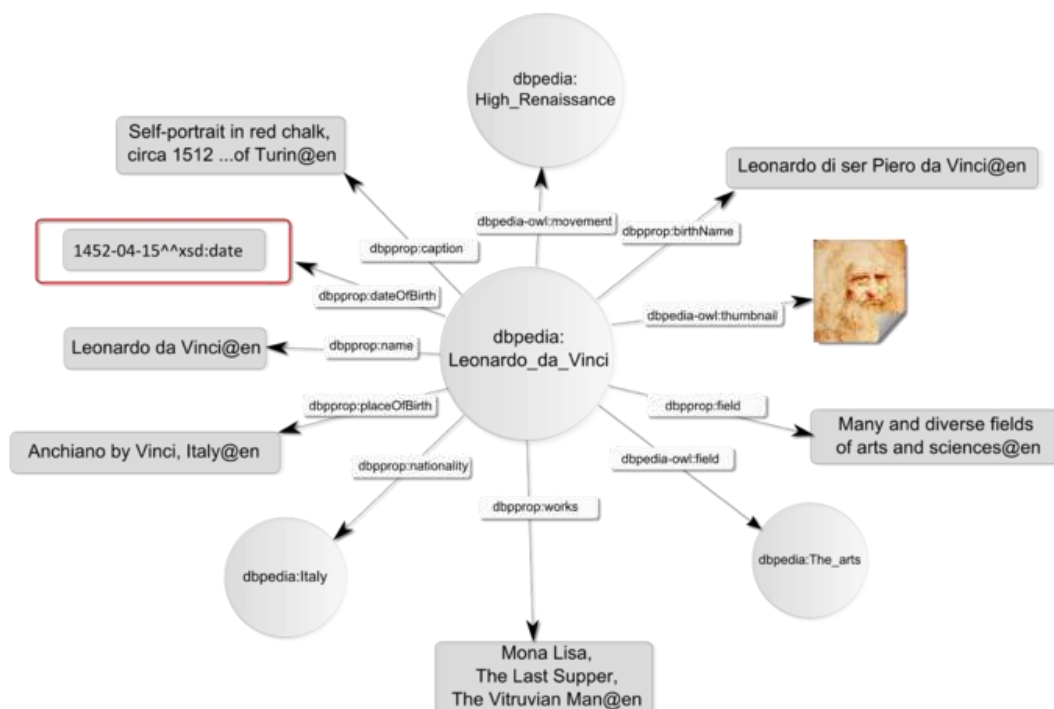 dbpedia:
High_Renaissance
Self-portrait in red chalk,
circa 1512 ...of Turin@en
Leonardo di ser Piero da Vinci@en
dbpedia-owl:movement
dbpprop:birthName
dbpprop:caption
1452-04-15^^xsd:date
dbpprop:dateOfBirth
dbpedia-owl:thumbnail
dbpedia:
Leonardo_da_Vinci
Leonardo da Vinci@en
dbpprop:name
dbpprop:placeOfBirth
dbpprop:field
Anchiano by Vinci, Italy@en
Many and diverse fields
of arts and sciences@en
dbpprop:nationality
dbpedia-owl:field
dbpprop:works
dbpedia:Italy
dbpedia:The_arts
Mona Lisa,
The Last Supper,
The Vitruvian Man@en